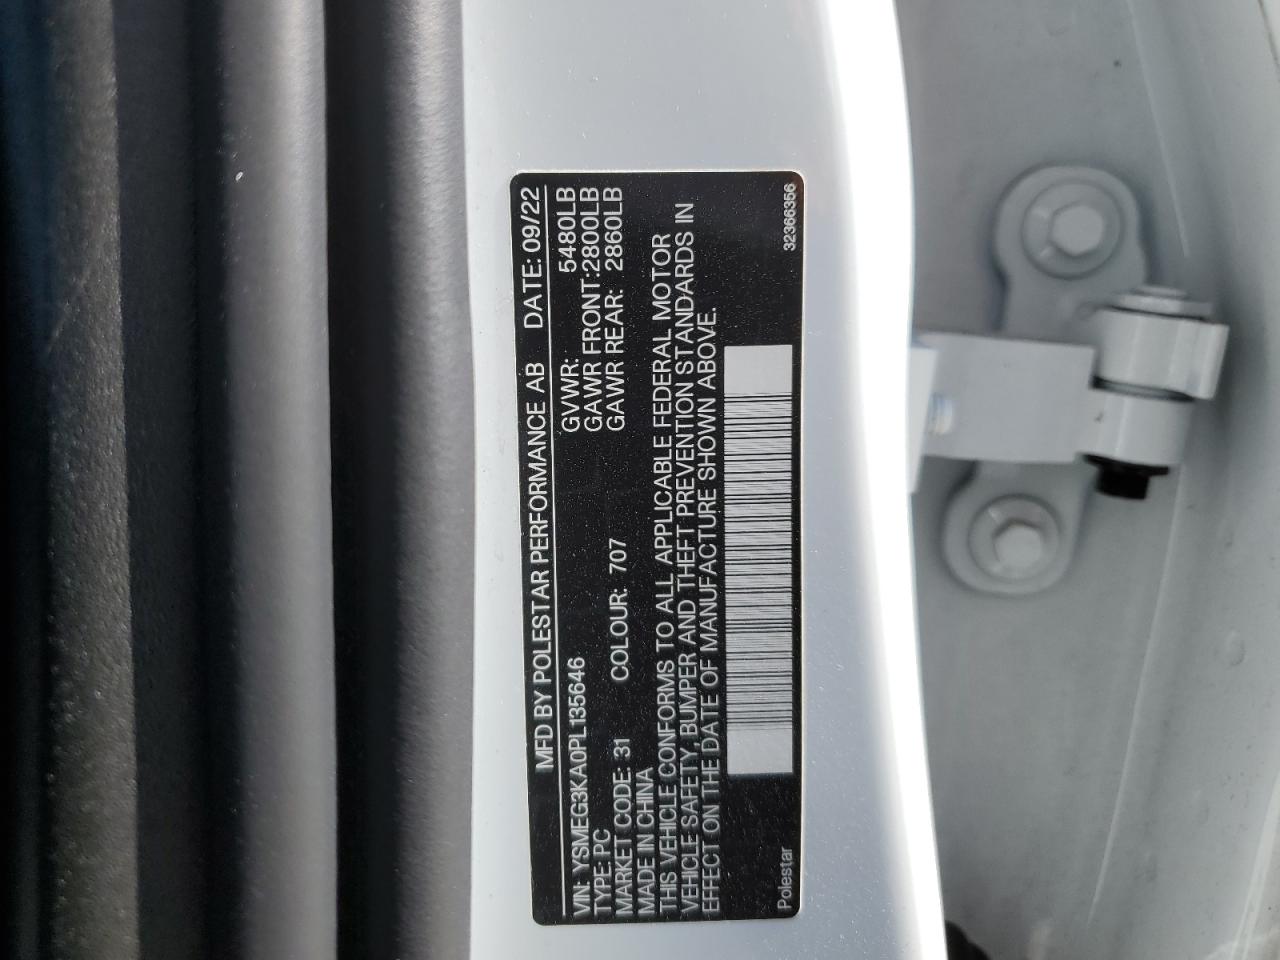 MFD BY POLESTAR PERFORMANCE AB DATE: 09/22
VIN: YSMEG3KA0PL135646 GVWR: 5480LB
TYPE: PC GAWR FRONT:2800LB
MARKET CODE: 31 COLOUR: 707 GAWR REAR: 2860LB
MADE IN CHINA
THIS VEHICLE CONFORMS TO ALL APPLICABLE FEDERAL MOTOR
VEHICLE SAFETY, BUMPER AND THEFT PREVENTION STANDARDS IN
EFFECT ON THE DATE OF MANUFACTURE SHOWN ABOVE.
Polestar 32366356